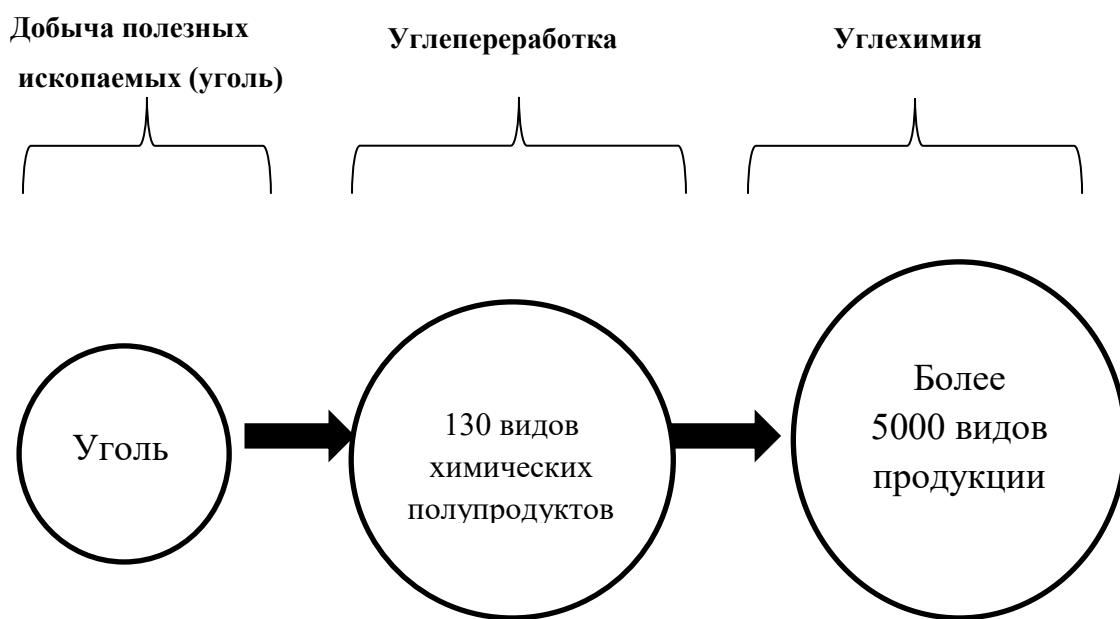 Добыча полезных
ископаемых (уголь)
Углепереработка
Углехимия
Уголь
130 видов
химических
полупродуктов
Более
5000 видов
продукции